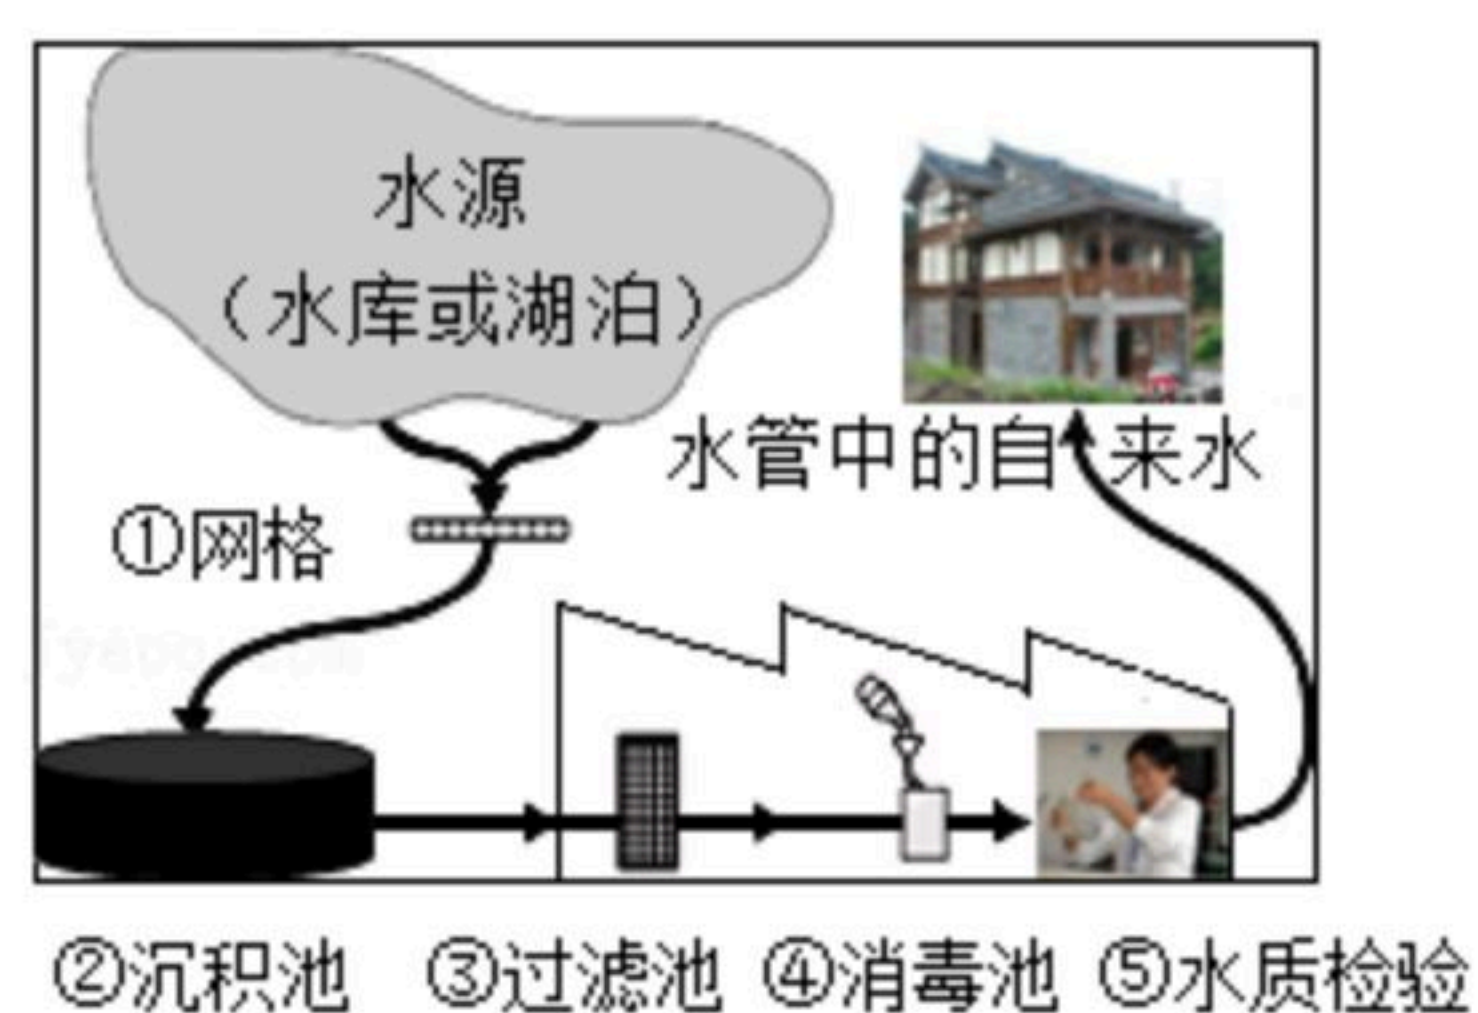 水源
（水库或湖泊）
水管中的自来水
①网格
②沉积池 ③过滤池 ④消毒池 ⑤水质检验